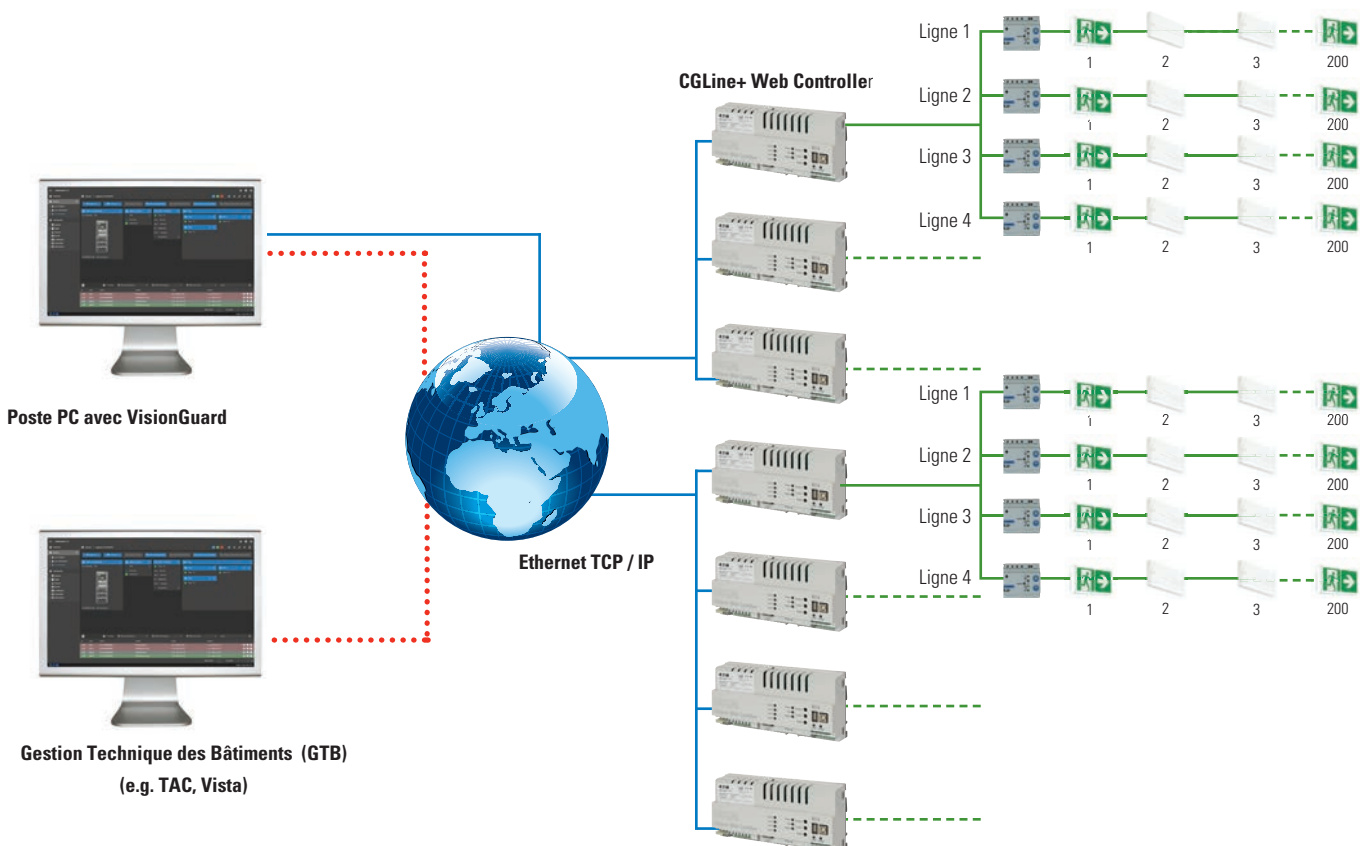 CGLine+ Web Controller
Ligne 1
1 2 3 200
Ligne 2
1 2 3 200
Ligne 3
1 2 3 200
Ligne 4
1 2 3 200
Poste PC avec VisionGuard
Ethernet TCP / IP
Ligne 1
1 2 3 200
Ligne 2
1 2 3 200
Ligne 3
1 2 3 200
Ligne 4
1 2 3 200
Gestion Technique des Bâtiments (GTB)
(e.g. TAC, Vista)